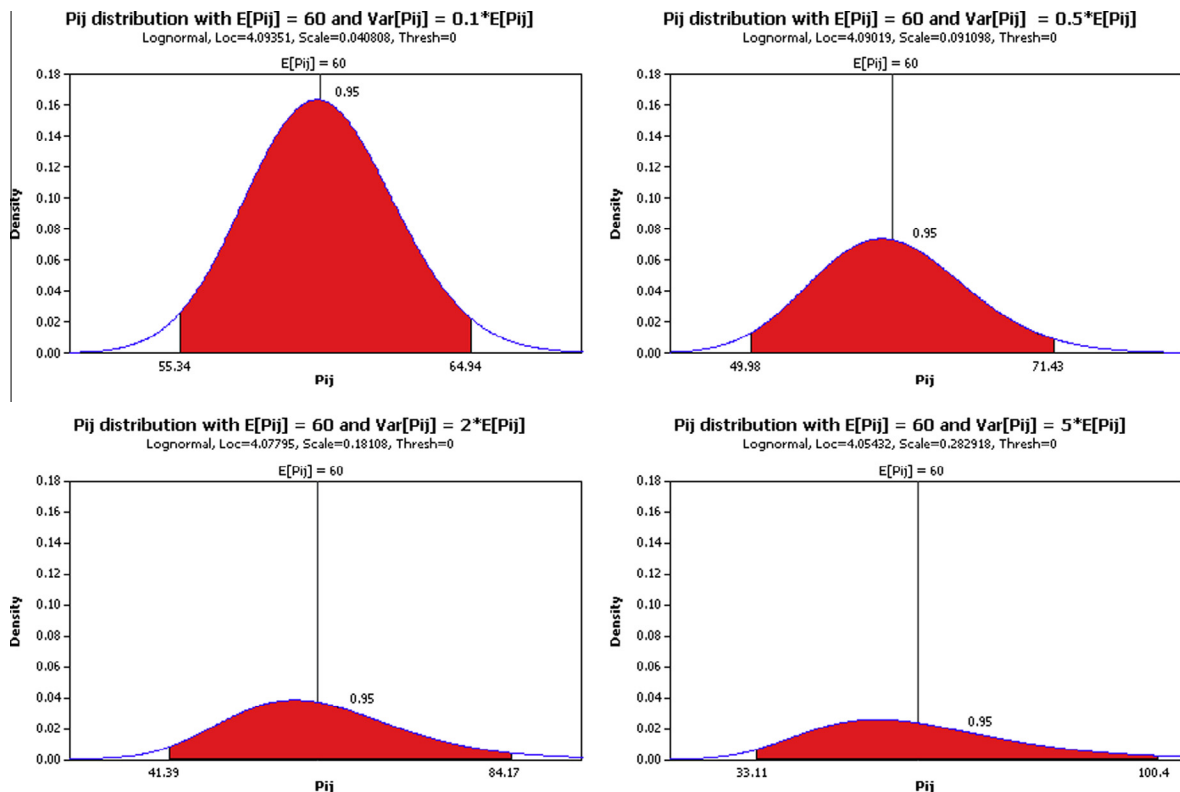 Pij distribution with E[Pij] = 60 and Var[Pij] = 0.1*E[Pij]
Lognormal, Loc=4.09351, Scale=0.040808, Thresh=0
E[Pij] = 60
0.18
0.16
0.95
0.14
0.12
0.10
0.08
0.06
0.04
0.02
0.00
Density
55.34
64.94
Pij
Pij distribution with E[Pij] = 60 and Var[Pij] = 0.5*E[Pij]
Lognormal, Loc=4.09019, Scale=0.091098, Thresh=0
E[Pij] = 60
0.18
0.16
0.14
0.12
0.10
0.08
0.95
0.06
0.04
0.02
0.00
Density
49.98
71.43
Pij
Pij distribution with E[Pij] = 60 and Var[Pij] = 2*E[Pij]
Lognormal, Loc=4.07795, Scale=0.18108, Thresh=0
E[Pij] = 60
0.18
0.16
0.14
0.12
0.10
0.08
0.06
0.04
0.95
0.02
0.00
Density
41.39
84.17
Pij
Pij distribution with E[Pij] = 60 and Var[Pij] = 5*E[Pij]
Lognormal, Loc=4.05432, Scale=0.282918, Thresh=0
E[Pij] = 60
0.18
0.16
0.14
0.12
0.10
0.08
0.06
0.04
0.95
0.02
0.00
Density
33.11
100.4
Pij